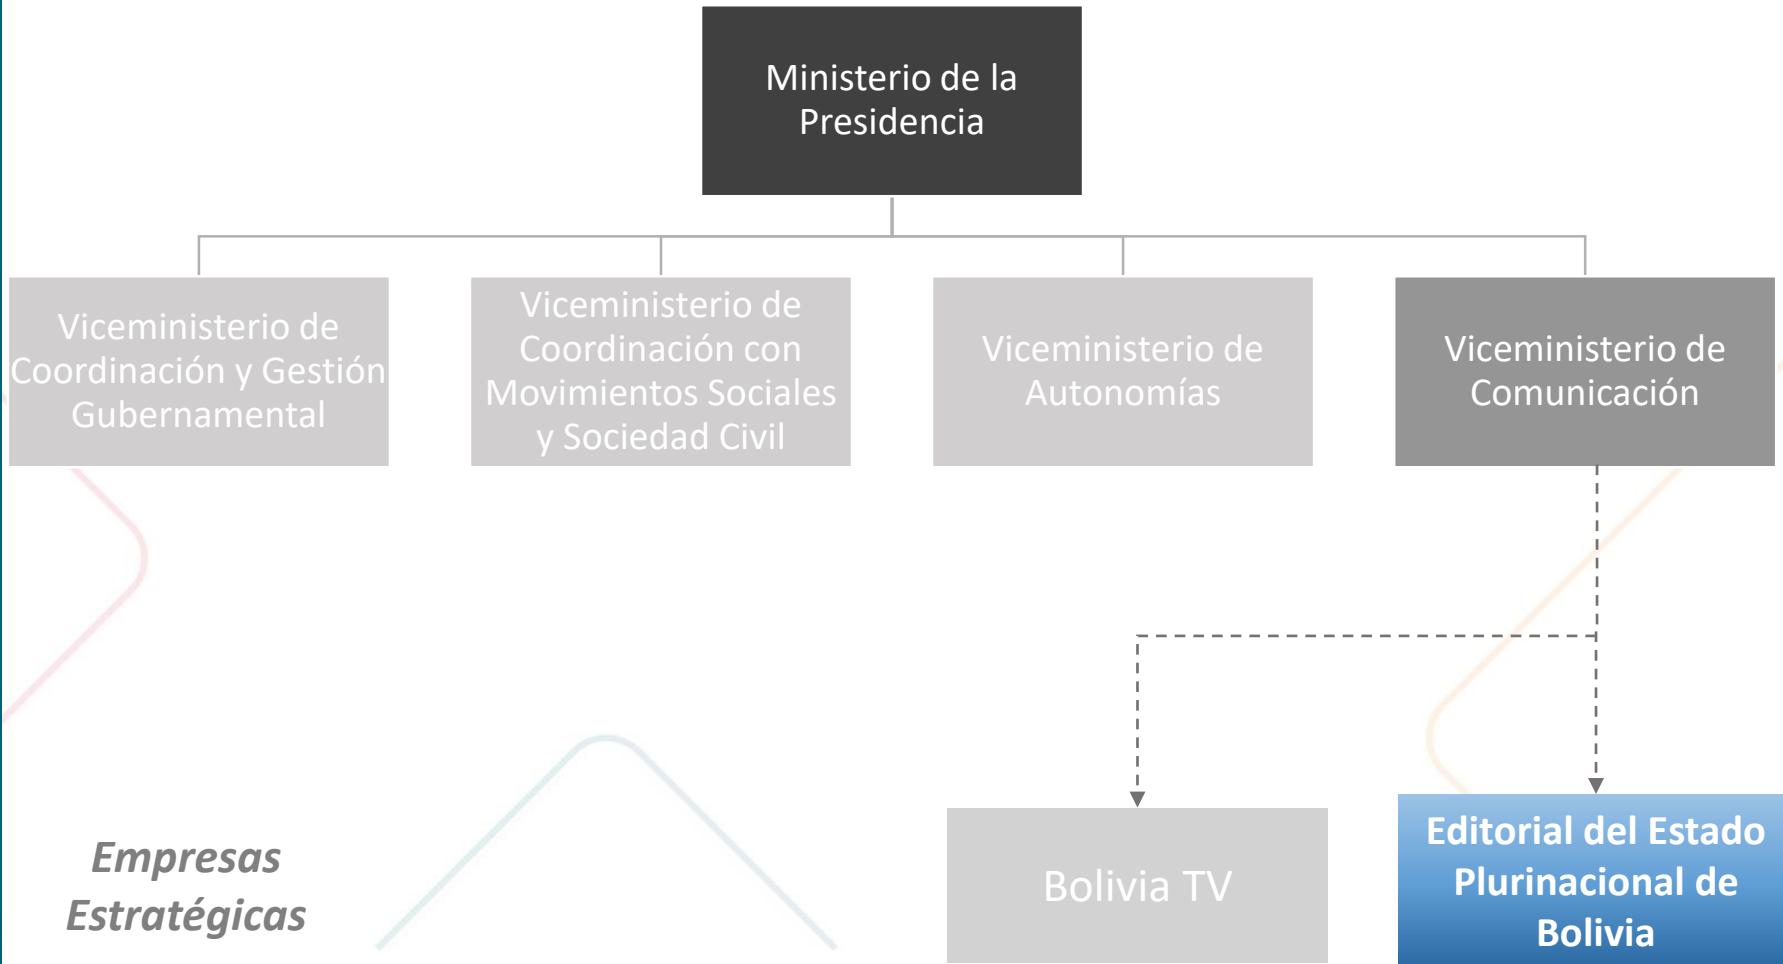 Ministerio de la
Presidencia
Viceministerio de
Coordinación y Gestión
Gubernamental
Viceministerio de
Coordinación con
Movimientos Sociales
y Sociedad Civil
Viceministerio de
Autonomías
Viceministerio de
Comunicación
Empresas
Estratégicas
Bolivia TV
Editorial del Estado
Plurinacional de
Bolivia